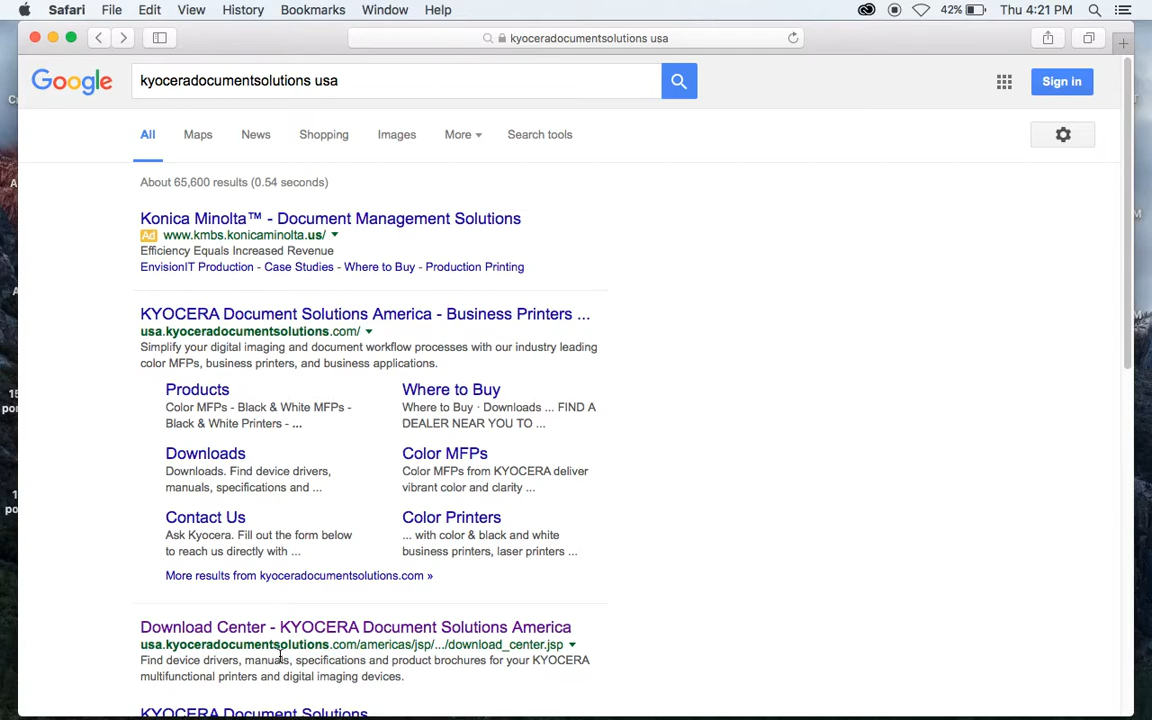 Safari File Edit View History Bookmarks Window Help 42% Thu 4:21 PM
kyoceradocumentsolutions usa
Google kyoceradocumentsolutions usa Sign in
All Maps News Shopping Images More Search tools
About 65,600 results (0.54 seconds)
Konica Minolta™ - Document Management Solutions
Ad www.kmbs.konicaminolta.us/
Efficiency Equals Increased Revenue
EnvisionIT Production - Case Studies - Where to Buy - Production Printing
KYOCERA Document Solutions America - Business Printers ...
usa.kyoceradocumentsolutions.com/
Simplify your digital imaging and document workflow processes with our industry leading
color MFPs, business printers, and business applications.
Products
Color MFPs - Black & White MFPs -
Black & White Printers - ...
Where to Buy
Where to Buy · Downloads ... FIND A
DEALER NEAR YOU TO ...
Downloads
Downloads. Find device drivers,
manuals, specifications and ...
Color MFPs
Color MFPs from KYOCERA deliver
vibrant color and clarity ...
Contact Us
Ask Kyocera. Fill out the form below
to reach us directly with ...
Color Printers
... with color & black and white
business printers, laser printers ...
More results from kyoceradocumentsolutions.com »
Download Center - KYOCERA Document Solutions America
usa.kyoceradocumentsolutions.com/americas/jsp/.../download_center.jsp
Find device drivers, manuals, specifications and product brochures for your KYOCERA
multifunctional printers and digital imaging devices.
KYOCERA Document Solutions